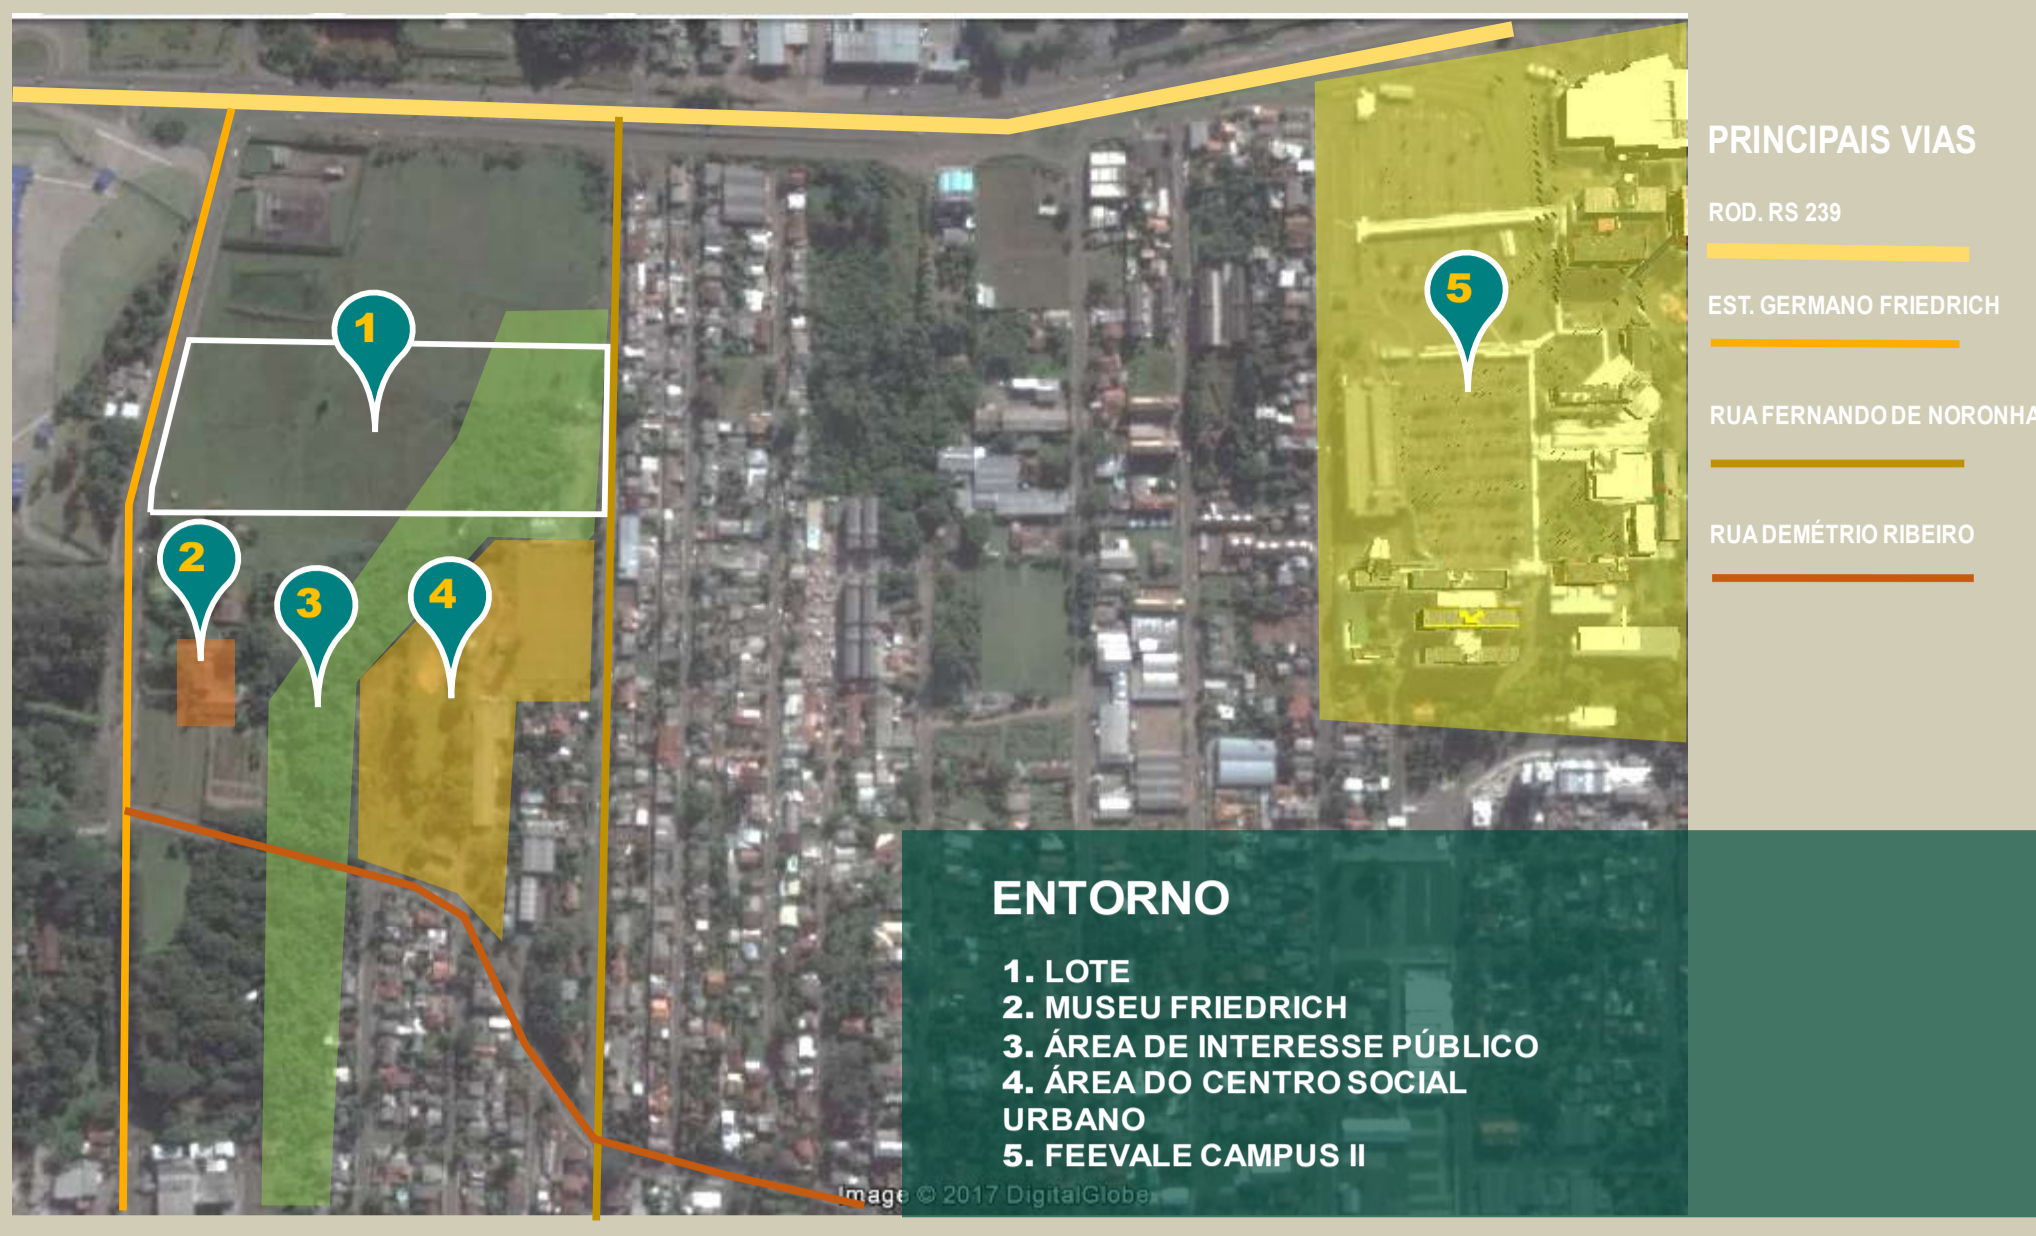 1
2
3
4
5
PRINCIPAIS VIAS
ROD. RS 239
EST. GERMANO FRIEDRICH
RUA FERNANDO DE NORONHA
RUA DEMÉTRIO RIBEIRO
ENTORNO
1. LOTE
2. MUSEU FRIEDRICH
3. ÁREA DE INTERESSE PÚBLICO
4. ÁREA DO CENTRO SOCIAL
URBANO
5. FEEVALE CAMPUS II
Image © 2017 DigitalGlobe